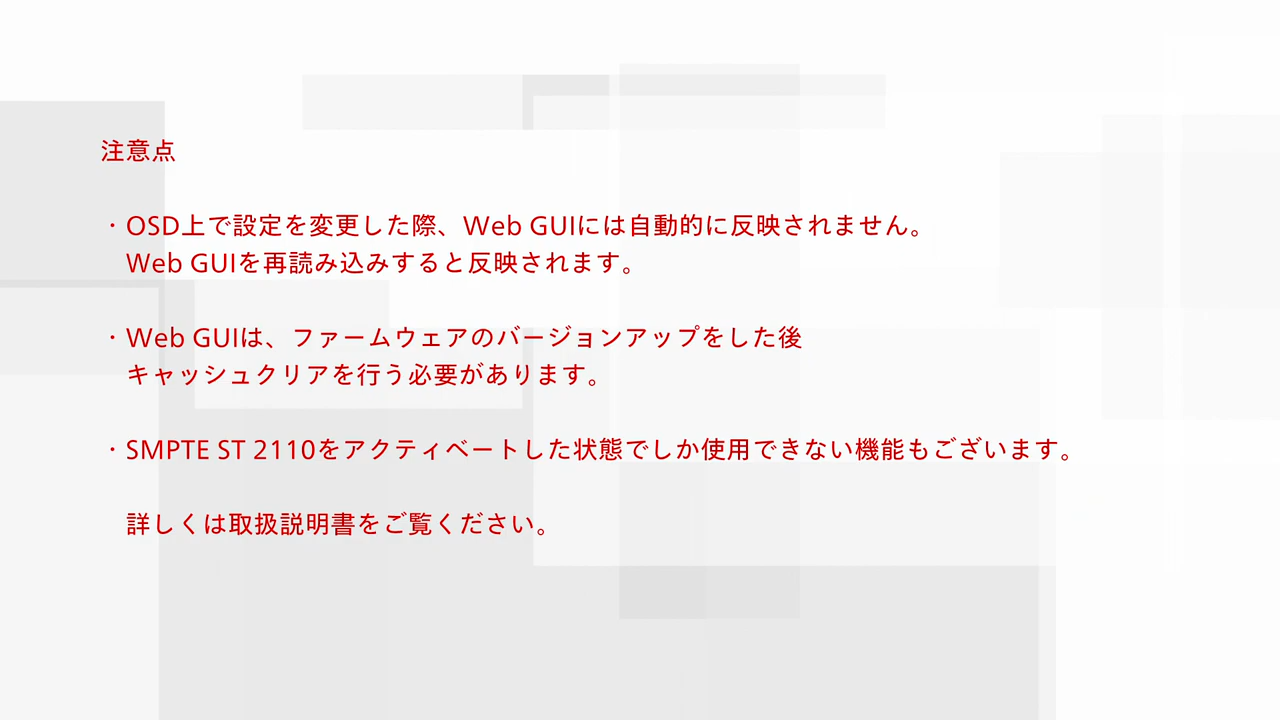 注意点
・OSD上で設定を変更した際、Web GUIには自動的に反映されません。
Web GUIを再読み込みすると反映されます。
・Web GUIは、ファームウェアのバージョンアップをした後
キャッシュクリアを行う必要があります。
・SMPTE ST 2110をアクティベートした状態でしか使用できない機能もございます。
詳しくは取扱説明書をご覧ください。